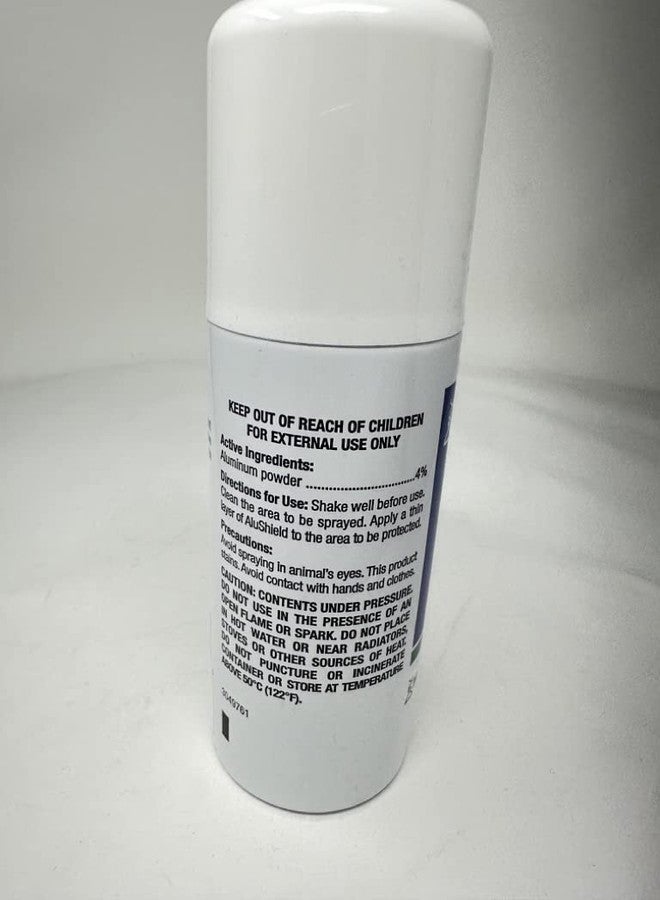 KEEP OUT OF REACH OF CHILDREN
FOR EXTERNAL USE ONLY
Active Ingredients:
Aluminum powder ..............................4%
Directions for Use: Shake well before use.
Clean the area to be sprayed. Apply a thin
layer of AluShield to the area to be protected.
Precautions:
Avoid spraying in animal's eyes. This product
stains. Avoid contact with hands and clothes.
CAUTION: CONTENTS UNDER PRESSURE.
DO NOT USE IN THE PRESENCE OF AN
OPEN FLAME OR SPARK. DO NOT PLACE
IN HOT WATER OR NEAR RADIATORS,
STOVES OR OTHER SOURCES OF HEAT.
DO NOT PUNCTURE OR INCINERATE
CONTAINER OR STORE AT TEMPERATURE
ABOVE 50°C (122°F).
3049761